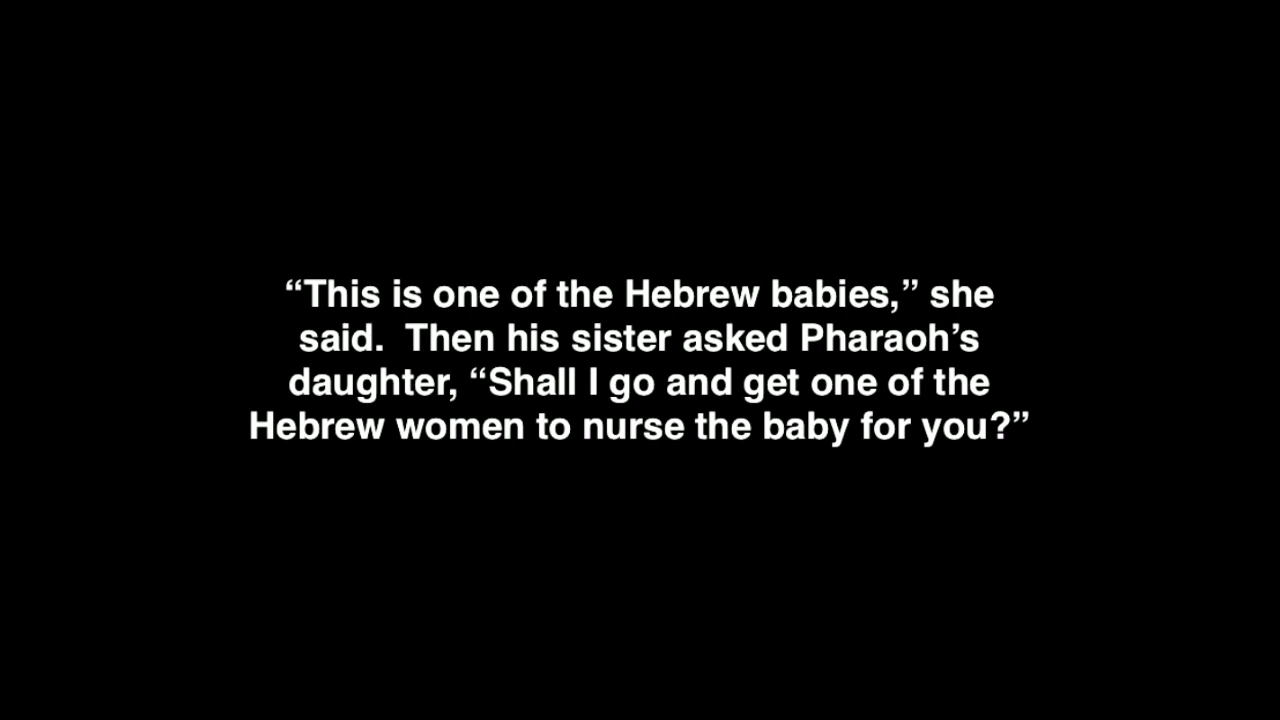 “This is one of the Hebrew babies,” she
said.  Then his sister asked Pharaoh’s
daughter, “Shall I go and get one of the
Hebrew women to nurse the baby for you?”